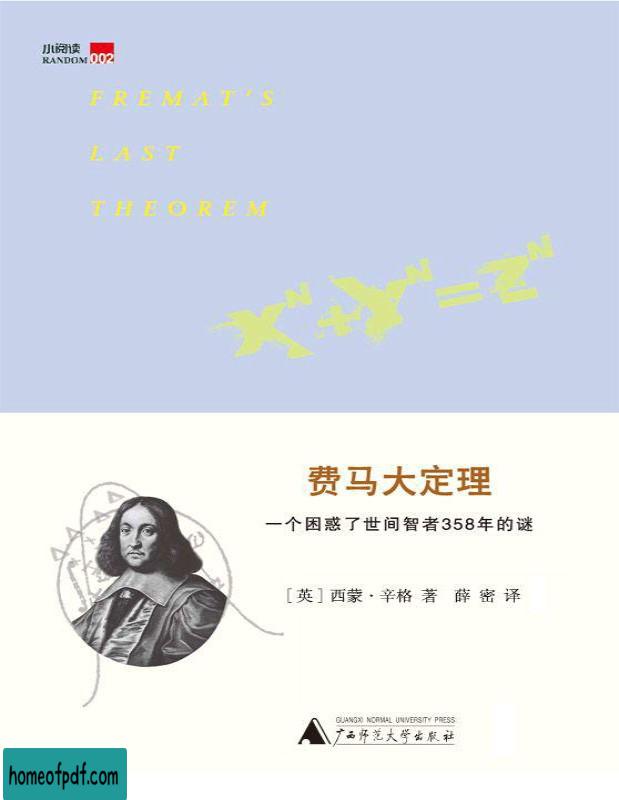 小阅读
RANDOM 002
FREMAT'S
LAST
THEOREM
X^N+Y^N=Z^N
费马大定理
一个困惑了世间智者358年的谜
［英］西蒙·辛格 著 薛密 译
GUANGXI NORMAL UNIVERSITY PRESS
广西师范大学出版社
homeofpdf.com